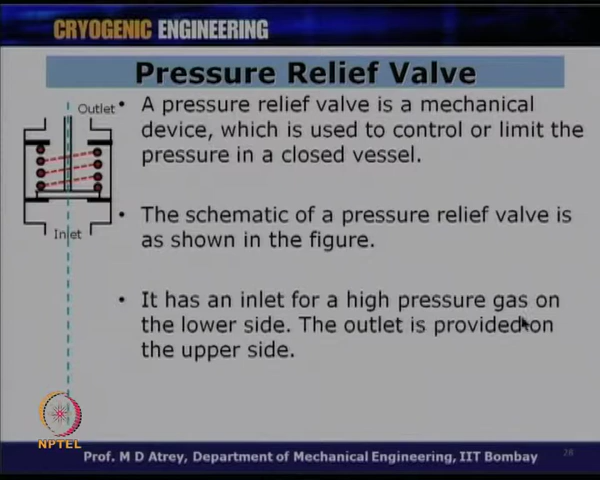 CRYOGENIC ENGINEERING
Pressure Relief Valve
Outlet
Inlet
• A pressure relief valve is a mechanical
device, which is used to control or limit the
pressure in a closed vessel.
• The schematic of a pressure relief valve is
as shown in the figure.
• It has an inlet for a high pressure gas on
the lower side. The outlet is provided on
the upper side.
NPTEL
Prof. M D Atrey, Department of Mechanical Engineering, IIT Bombay
28